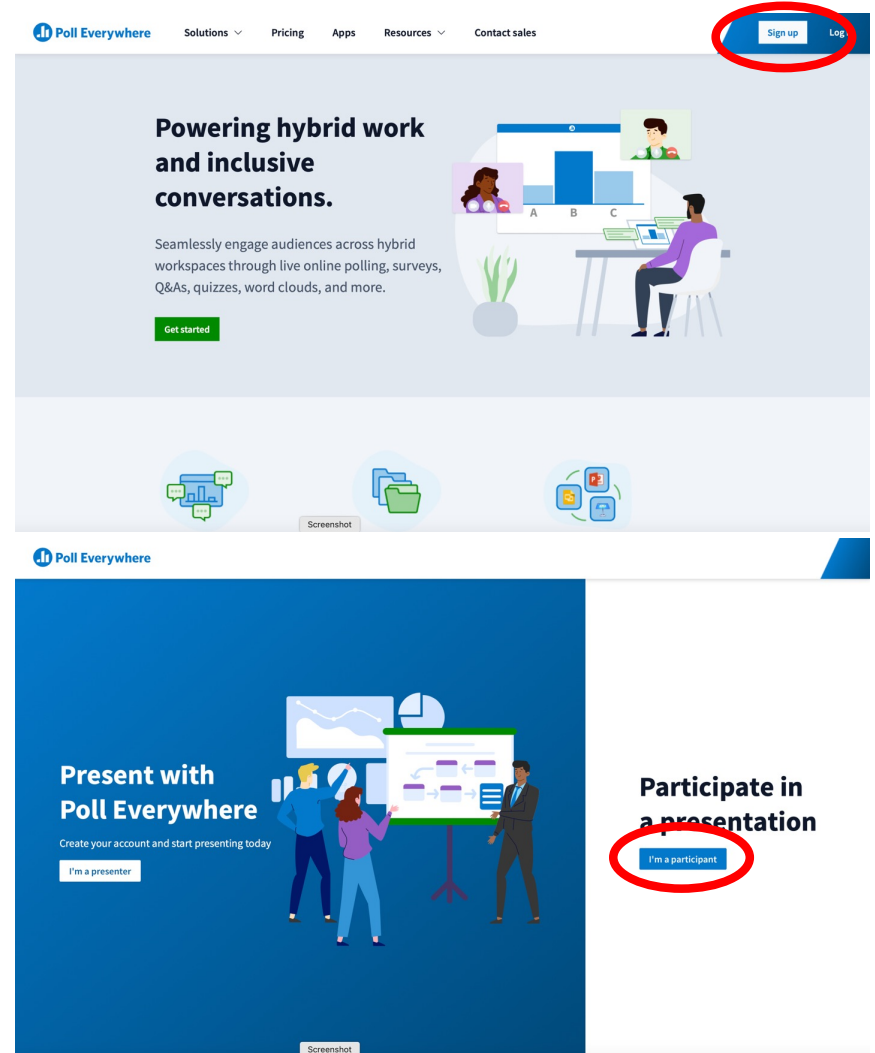 Poll Everywhere Solutions Pricing Apps Resources Contact sales Sign up Log
Powering hybrid work
and inclusive
conversations.
Seamlessly engage audiences across hybrid
workspaces through live online polling, surveys,
Q&As, quizzes, word clouds, and more.
Get started
A B C
Screenshot
Poll Everywhere
Present with
Poll Everywhere
Create your account and start presenting today
I'm a presenter
Participate in
a presentation
I'm a participant
Screenshot